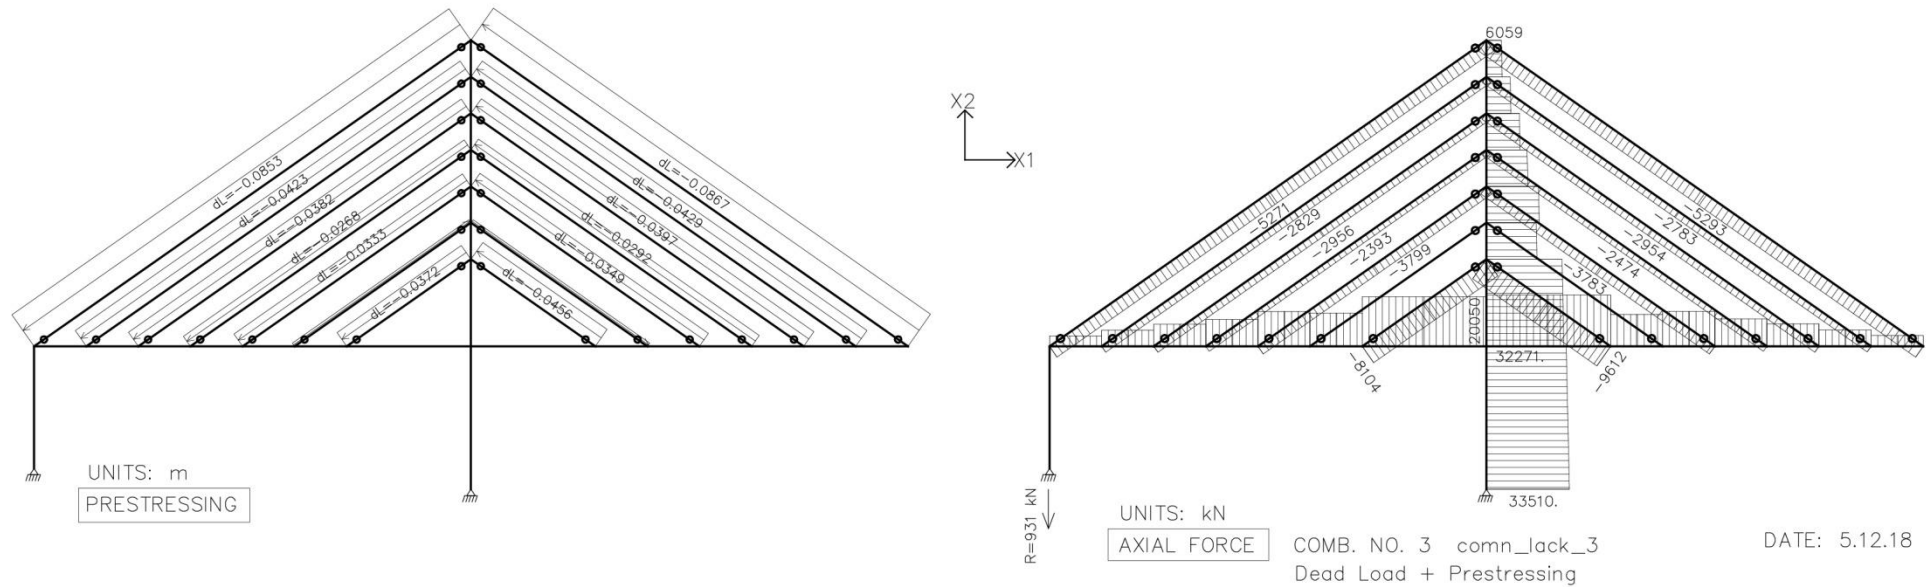 dL=-0.0853
dL=-0.0423
dL=-0.0382
dL=-0.0268
dL=-0.0333
dL=-0.0372
dL=-0.0867
dL=-0.0429
dL=-0.0397
dL=-0.0292
dL=-0.0349
dL=-0.0456
UNITS: m
PRESTRESSING
X2
X1
6059
-5271
-2829
-2956
-2393
-3799
-8104
-5293
-2783
-2954
-2474
-3783
-9612
20050
32271.
33510.
R=931 kN
UNITS: kN
AXIAL FORCE
COMB. NO. 3 comn_lack_3
Dead Load + Prestressing
DATE: 5.12.18